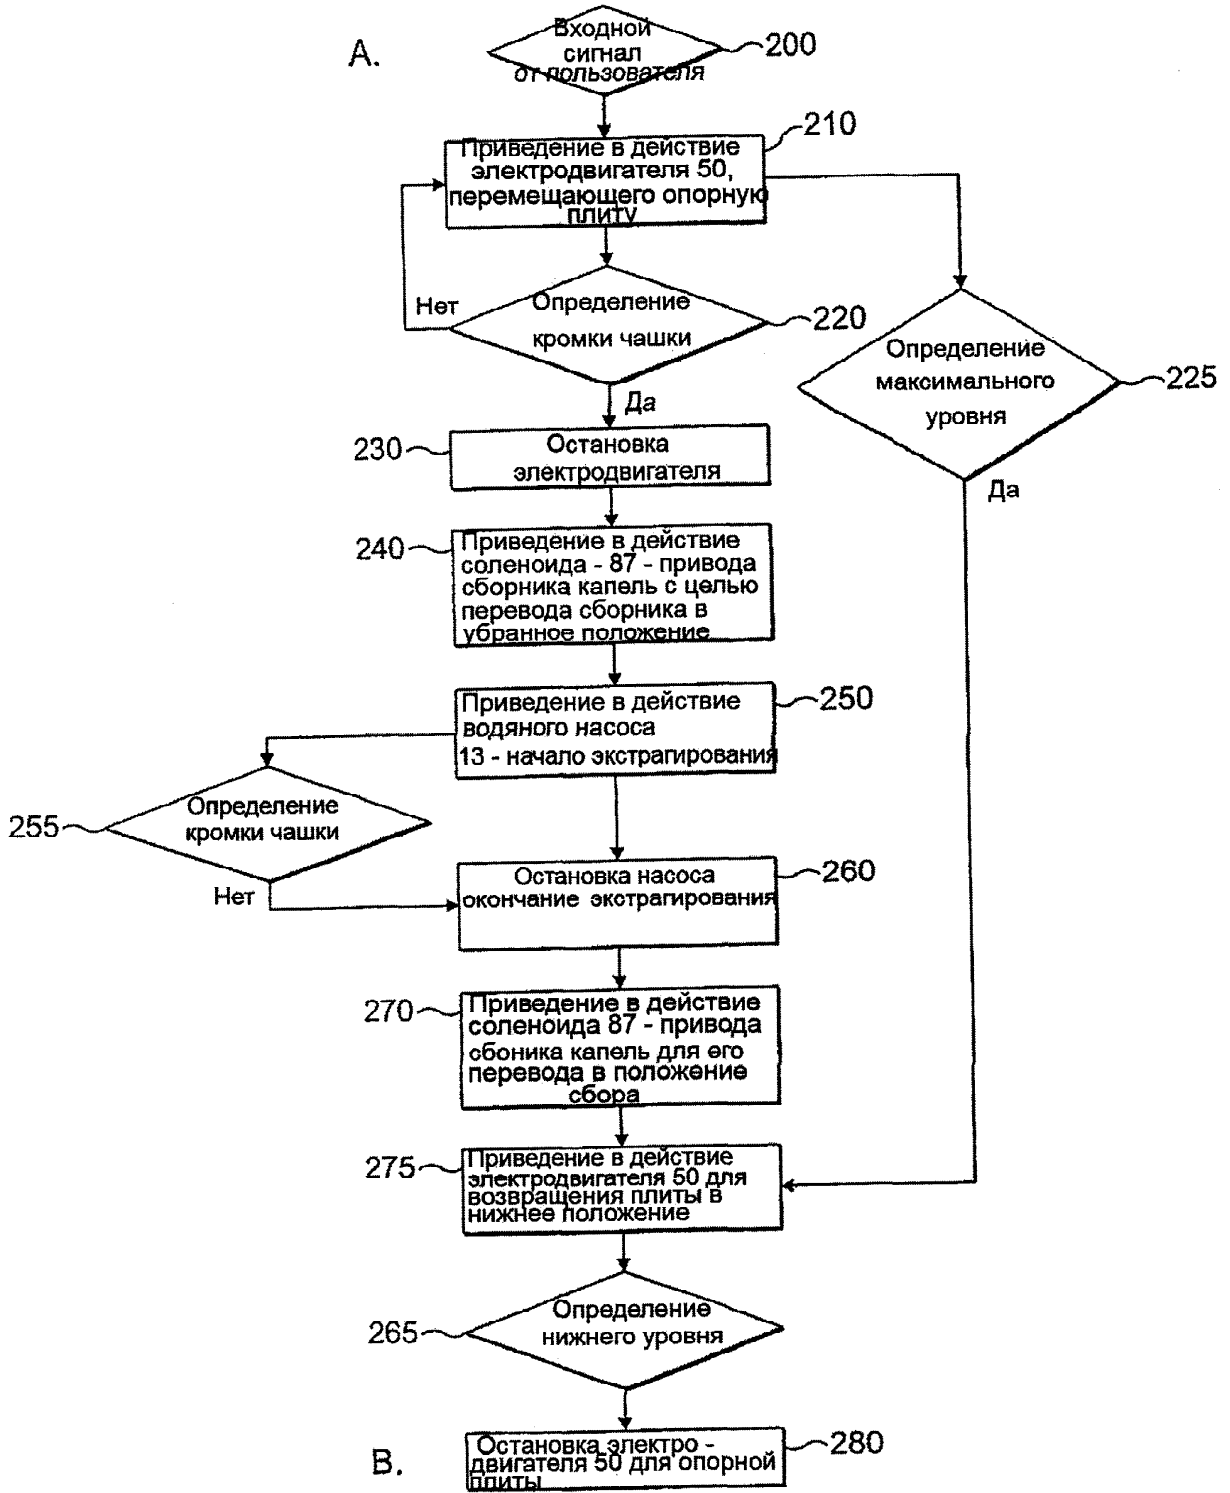 A.
Входной
сигнал
от пользователя
200
Приведение в действие
электродвигателя 50,
перемещающего опорную
плиту
210
Нет
Определение
кромки чашки
220
Да
Определение
максимального
уровня
225
Да
230
Остановка
электродвигателя
240
Приведение в действие
соленоида - 87 - привода
сборника капель с целью
перевода сборника в
убранное положение
Приведение в действие
водяного насоса
13 - начало экстрагирования
250
255
Определение
кромки чашки
Нет
Остановка насоса
окончание экстрагирования
260
270
Приведение в действие
соленоида 87 - привода
сбоника капель для его
перевода в положение
сбора
275
Приведение в действие
электродвигателя 50 для
возвращения плиты в
нижнее положение
265
Определение
нижнего уровня
B.
Остановка электро -
двигателя 50 для опорной
плиты
280